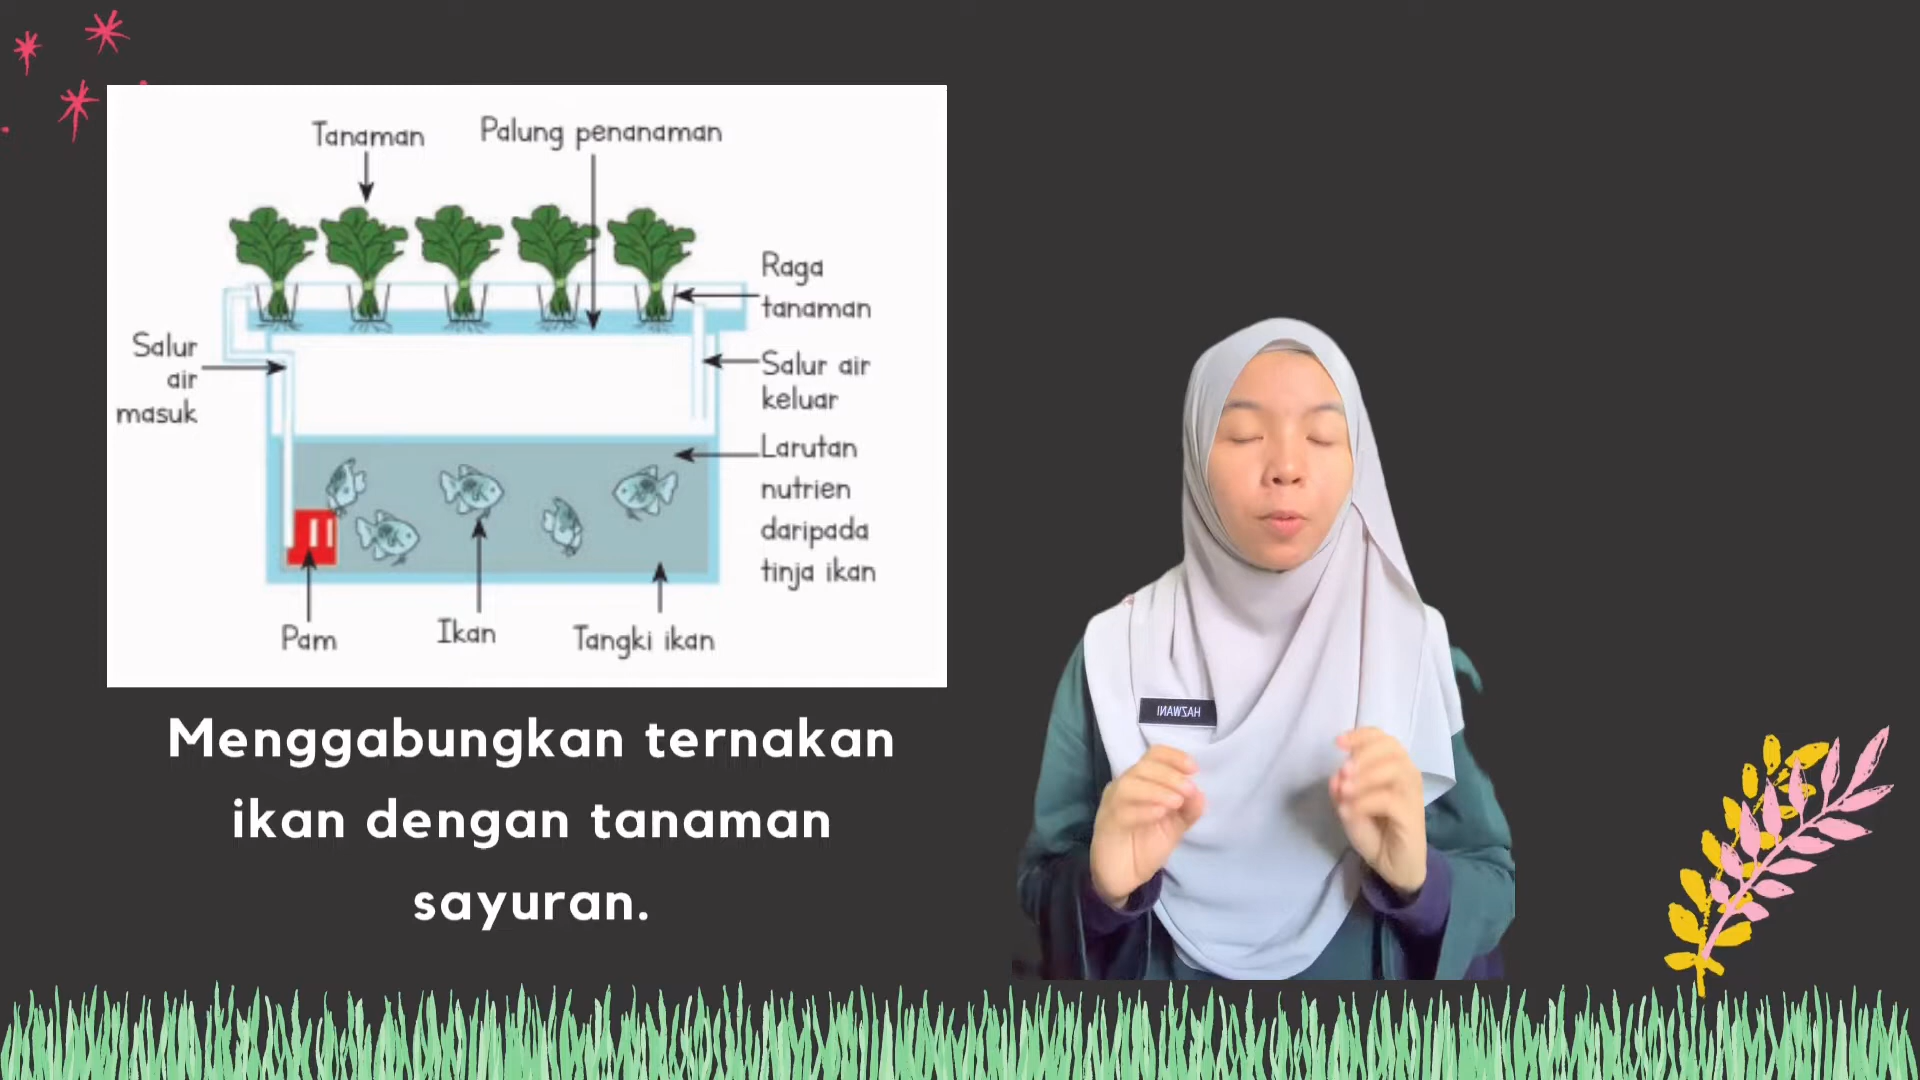 Tanaman
Palung penanaman
Raga
tanaman
Salur
air
masuk
Salur air
keluar
Larutan
nutrien
daripada
tinja ikan
Pam
Ikan
Tangki ikan
Menggabungkan ternakan
ikan dengan tanaman
sayuran.
HAZWANI